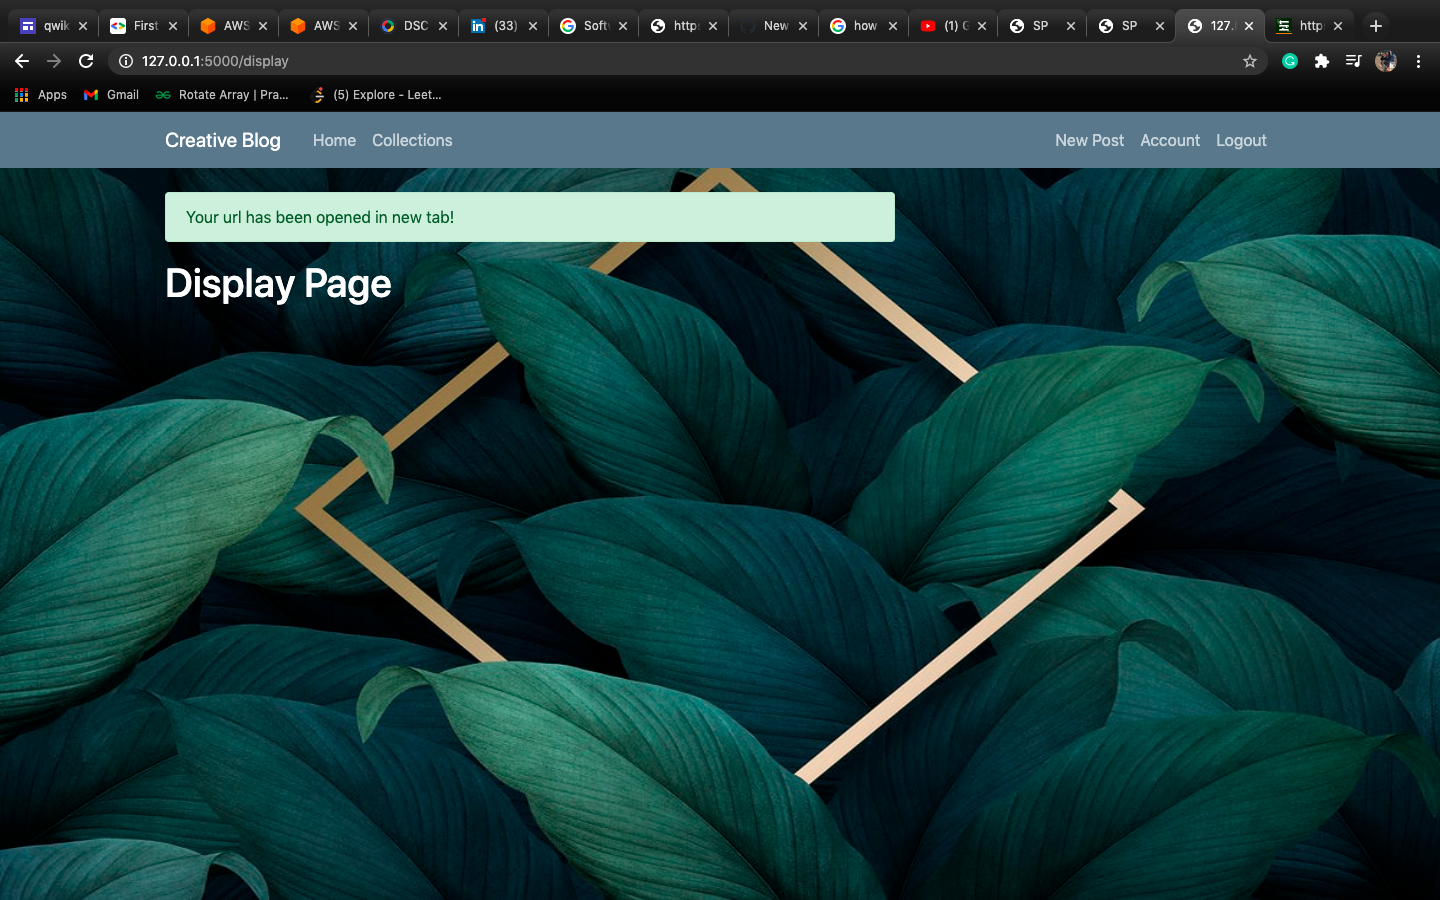 qwik First AWS AWS DSC (33) Soft http: New how (1) G SP SP 127. http:
127.0.0.1:5000/display
Apps Gmail Rotate Array | Pra... (5) Explore - Leet...
Creative Blog Home Collections New Post Account Logout
Your url has been opened in new tab!
Display Page